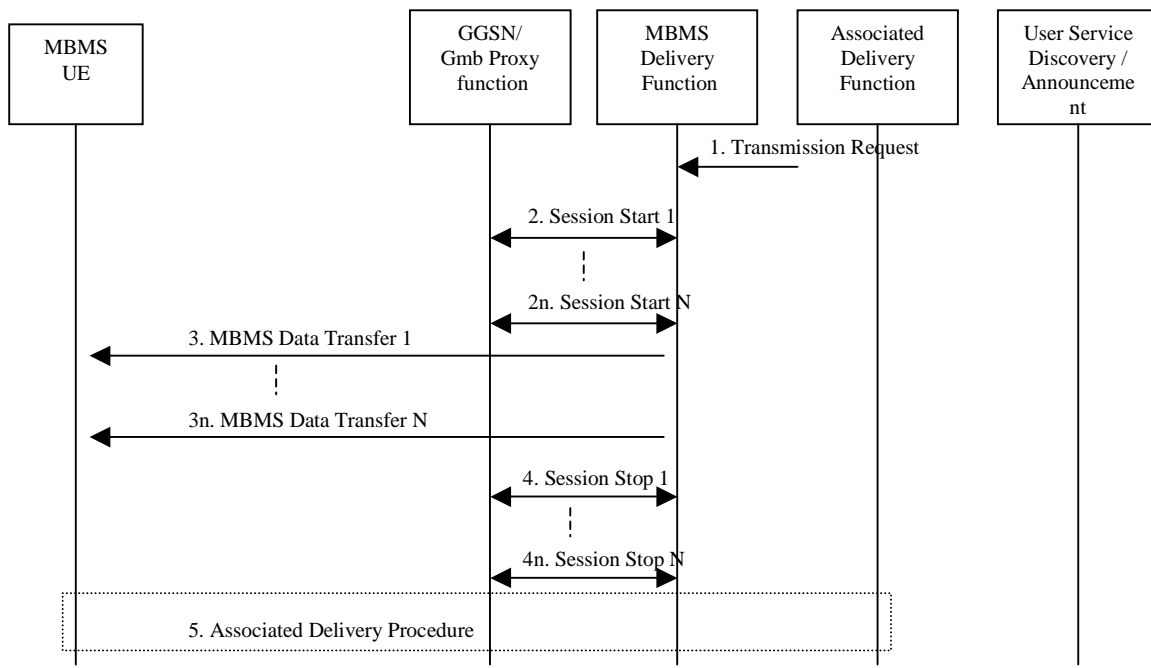 MBMS
UE
GGSN/
Gmb Proxy
function
MBMS
Delivery
Function
Associated
Delivery
Function
User Service
Discovery /
Announceme
nt
1. Transmission Request
2. Session Start 1
2n. Session Start N
3. MBMS Data Transfer 1
3n. MBMS Data Transfer N
4. Session Stop 1
4n. Session Stop N
5. Associated Delivery Procedure